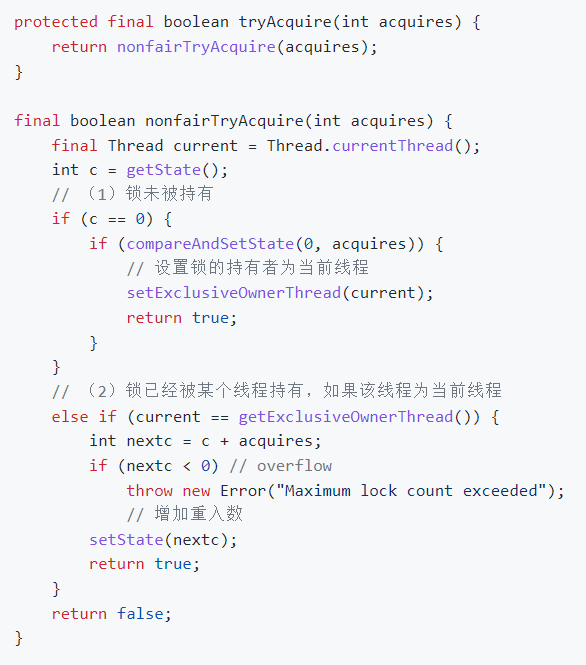 protected final boolean tryAcquire(int acquires) {
    return nonfairTryAcquire(acquires);
}

final boolean nonfairTryAcquire(int acquires) {
    final Thread current = Thread.currentThread();
    int c = getState();
    // （1）锁未被持有
    if (c == 0) {
        if (compareAndSetState(0, acquires)) {
            // 设置锁的持有者为当前线程
            setExclusiveOwnerThread(current);
            return true;
        }
    }
    // （2）锁已经被某个线程持有，如果该线程为当前线程
    else if (current == getExclusiveOwnerThread()) {
        int nextc = c + acquires;
        if (nextc < 0) // overflow
            throw new Error("Maximum lock count exceeded");
            // 增加重入数
        setState(nextc);
        return true;
    }
    return false;
}